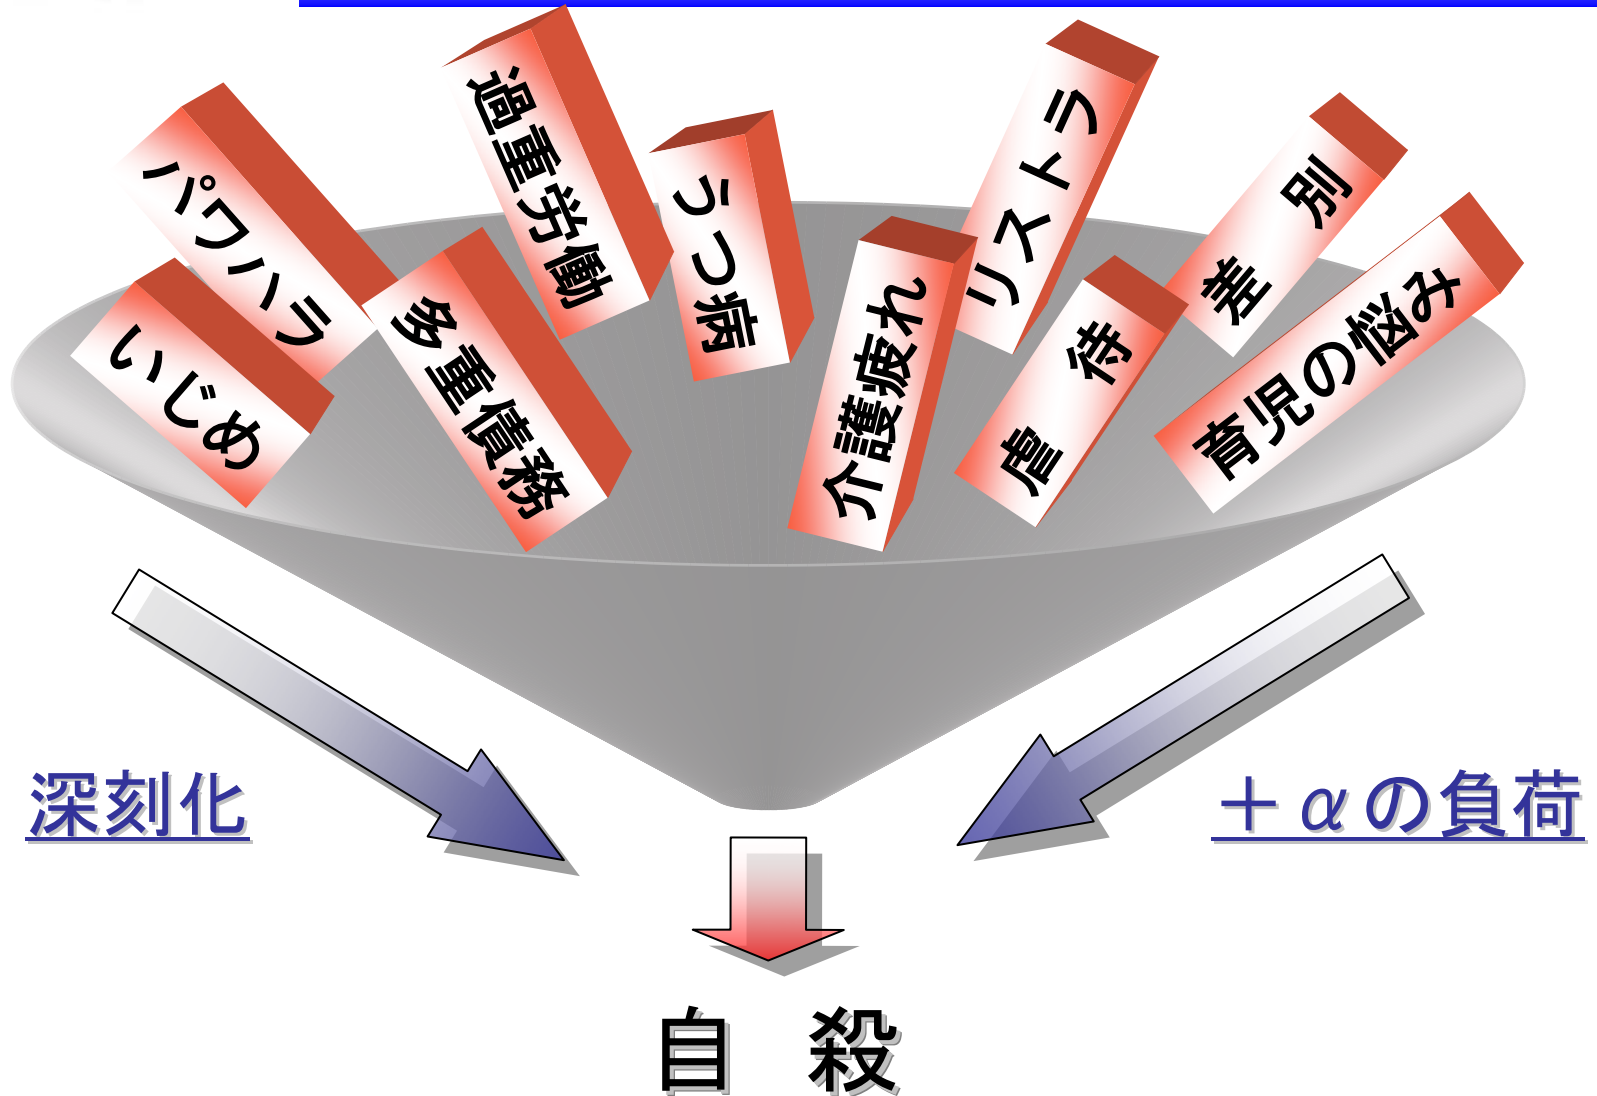 パワハラ
過重労働
うつ病
リストラ
差　別
いじめ
多重債務
介護疲れ
虐　待
育児の悩み
深刻化
＋αの負荷
自　殺